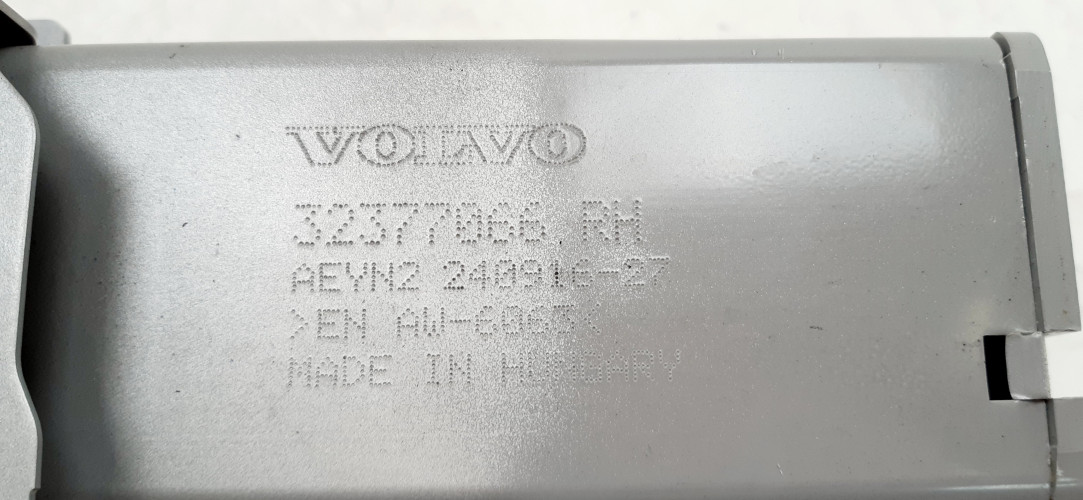 VOLVO
32377066 RH
AEYN2 240916-27
>EN AW-6063<
MADE IN HUNGARY